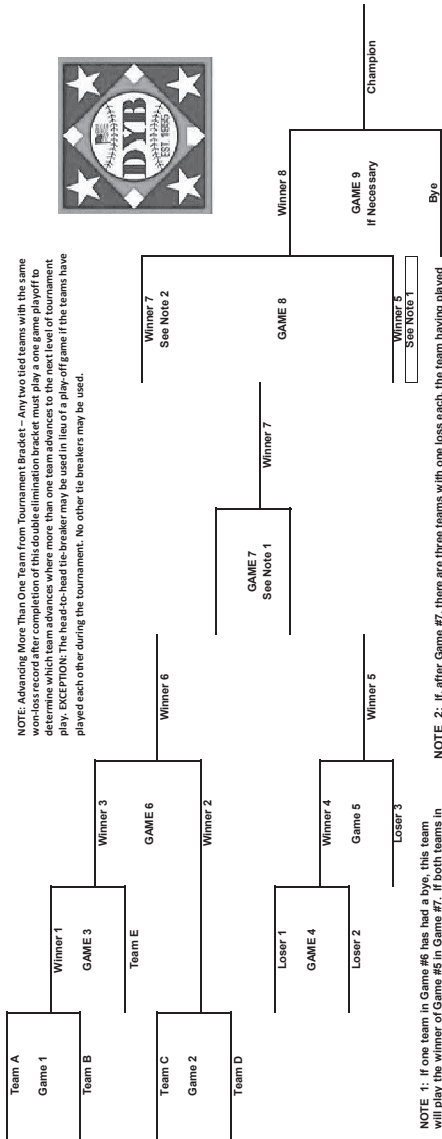 NOTE: Advancing More Than One Team from Tournament Bracket – Any two tied teams with the same
won-loss record after completion of this double elimination bracket must play a one game playoff to
determine which team advances where more than one team advances to the next level of tournament
play. EXCEPTION: The head-to-head tie-breaker may be used in lieu of a play-off game if the teams have
played each other during the tournament. No other tie breakers may be used.
DYB
EST. 1955
Team A
Game 1
Team B
Winner 1
GAME 3
Team E
Team C
Game 2
Team D
Winner 3
GAME 6
Winner 2
Winner 6
Loser 1
GAME 4
Loser 2
Winner 4
Game 5
Loser 3
Winner 5
GAME 7
See Note 1
Winner 7
Winner 7
See Note 2
GAME 8
Winner 5
See Note 1
Winner 8
GAME 9
If Necessary
Bye
Champion
NOTE 1: If one team in Game #6 has had a bye, this team
will play the winner of Game #5 in Game #7. If both teams in
NOTE 2: If, after Game #7, there are three teams with one loss each, the team having played